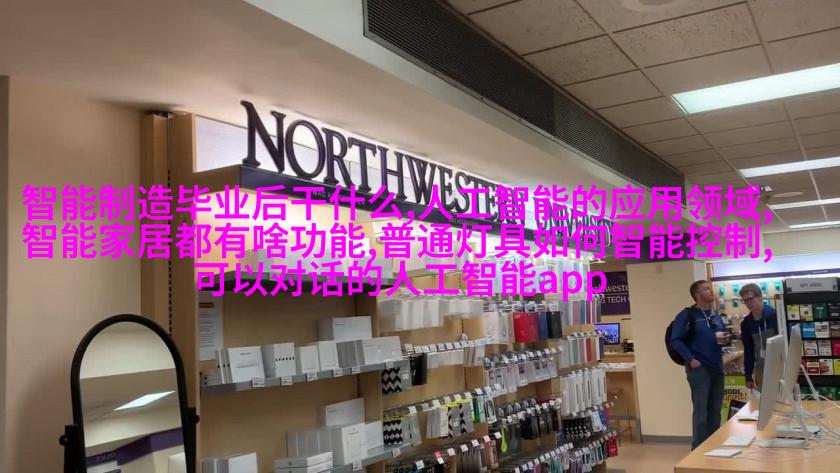 NORTHWESTERN
智能制造毕业后干什么,人工智能的应用领域,
智能家居都有啥功能,普通灯具如何智能控制,
可以对话的人工智能app
TECH